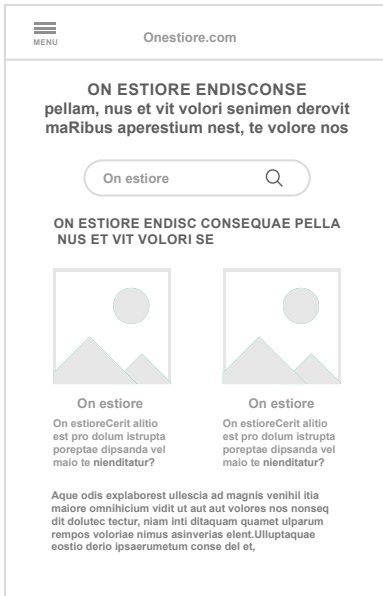 MENU
Onestiore.com
ON ESTIORE ENDISCONSE
pellam, nus et vit volori senimen derovit
maRibus aperestium nest, te volore nos
On estiore
ON ESTIORE ENDISC CONSEQUAE PELLA
NUS ET VIT VOLORI SE
On estiore
On estioreCerit alitio
est pro dolum istrupta
poreptae dipsanda vel
maio te nienditatur?
On estiore
On estioreCerit alitio
est pro dolum istrupta
poreptae dipsanda vel
maio te nienditatur?
Aque odis explaborest ullescia ad magnis venihil itia
maiore omnihicium vidit ut aut aut volores nos nonseq
dit dolutec tectur, niam inti ditaquam quamet ulparum
rempos voloriae nimus asinverias elent.Ulluptaquae
eostio derio ipsaerumetum conse del et,